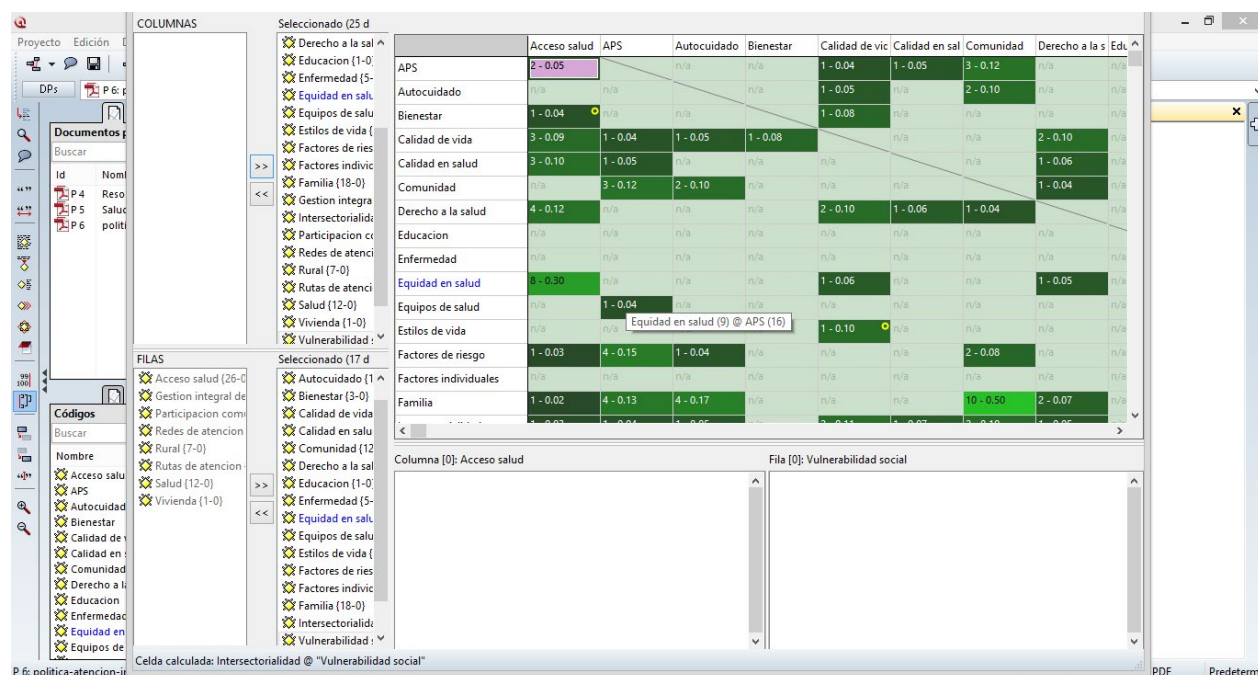 COLUMNAS Seleccionado (25 d
Proyecto Edición
DPs P 6: p
Documentos p
Buscar
Id Nom
P 4 Reso
P 5 Saluc
P 6 politi
Códigos
Buscar
Nombre
Acceso salu
APS
Autocuidad
Bienestar
Calidad de v
Calidad en s
Comunidad
Derecho a la
Educacion
Enfermedad
Equidad en
Equipos de
>>
<<
Derecho a la sal
Educacion {1-0}
Enfermedad {5-
Equidad en salu
Equipos de salu
Estilos de vida {
Factores de ries
Factores indivic
Familia {18-0}
Gestion integra
Intersectorialida
Participacion co
Redes de atenci
Rural {7-0}
Rutas de atenci
Salud {12-0}
Vivienda {1-0}
Vulnerabilidad s
FILAS Seleccionado (17 d
Acceso salud {26-0
Gestion integral de
Participacion comu
Redes de atencion
Rural {7-0}
Rutas de atencion
Salud {12-0}
Vivienda {1-0}
>>
<<
Autocuidado {1
Bienestar {3-0}
Calidad de vida
Calidad en salu
Comunidad {12
Derecho a la sal
Educacion {1-0}
Enfermedad {5-
Equidad en salu
Equipos de salu
Estilos de vida {
Factores de ries
Factores indivic
Familia {18-0}
Intersectorialida
Vulnerabilidad s
Acceso salud APS Autocuidado Bienestar Calidad de vic Calidad en sal Comunidad Derecho a la s Edu
APS 2 - 0.05 n/a n/a 1 - 0.04 1 - 0.05 3 - 0.12 n/a n/a
Autocuidado n/a n/a n/a 1 - 0.05 n/a 2 - 0.10 n/a n/a
Bienestar 1 - 0.04 n/a n/a 1 - 0.08 n/a n/a n/a n/a
Calidad de vida 3 - 0.09 1 - 0.04 1 - 0.05 1 - 0.08 n/a n/a 2 - 0.10 n/a
Calidad en salud 3 - 0.10 1 - 0.05 n/a n/a n/a n/a 1 - 0.06 n/a
Comunidad n/a 3 - 0.12 2 - 0.10 n/a n/a n/a 1 - 0.04 n/a
Derecho a la salud 4 - 0.12 n/a n/a n/a 2 - 0.10 1 - 0.06 1 - 0.04 n/a
Educacion n/a n/a n/a n/a n/a n/a n/a n/a
Enfermedad n/a n/a n/a n/a n/a n/a n/a n/a n/a
Equidad en salud 8 - 0.30 n/a n/a n/a 1 - 0.06 n/a n/a 1 - 0.05 n/a
Equipos de salud n/a 1 - 0.04 n/a n/a n/a n/a n/a n/a n/a
Equidad en salud (9) @ APS (16)
Estilos de vida n/a n/a 1 - 0.10 n/a n/a n/a n/a
Factores de riesgo 1 - 0.03 4 - 0.15 1 - 0.04 n/a n/a n/a 2 - 0.08 n/a n/a
Factores individuales n/a n/a n/a n/a n/a n/a n/a n/a n/a
Familia 1 - 0.02 4 - 0.13 4 - 0.17 n/a n/a n/a 10 - 0.50 2 - 0.07 n/a
Columna [0]: Acceso salud Fila [0]: Vulnerabilidad social
Celda calculada: Intersectorialidad @ "Vulnerabilidad social"
P 6: politica-atencion-i PDF Predeterm